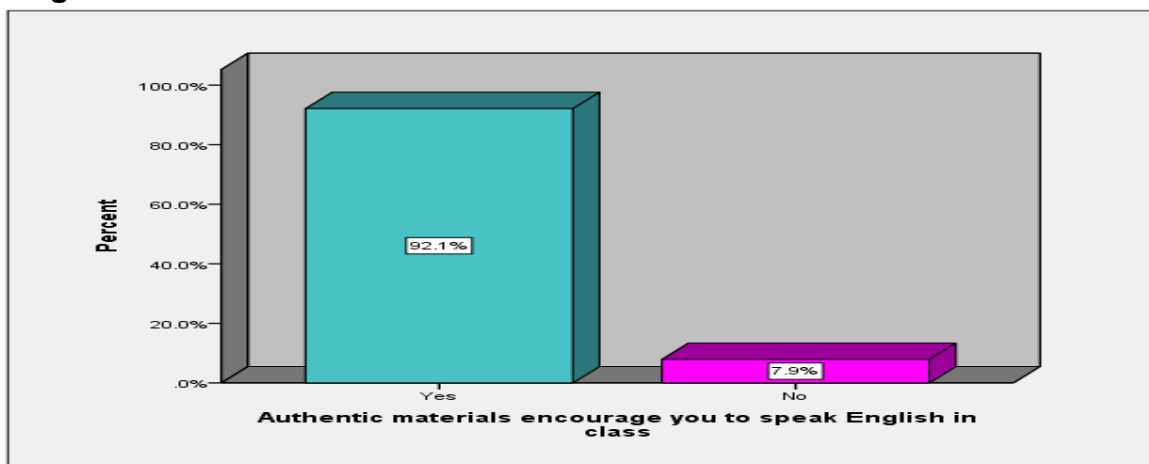 100.0%
80.0%
60.0%
40.0%
20.0%
.0%
Percent
92.1%
7.9%
Yes
No
Authentic materials encourage you to speak English in
class